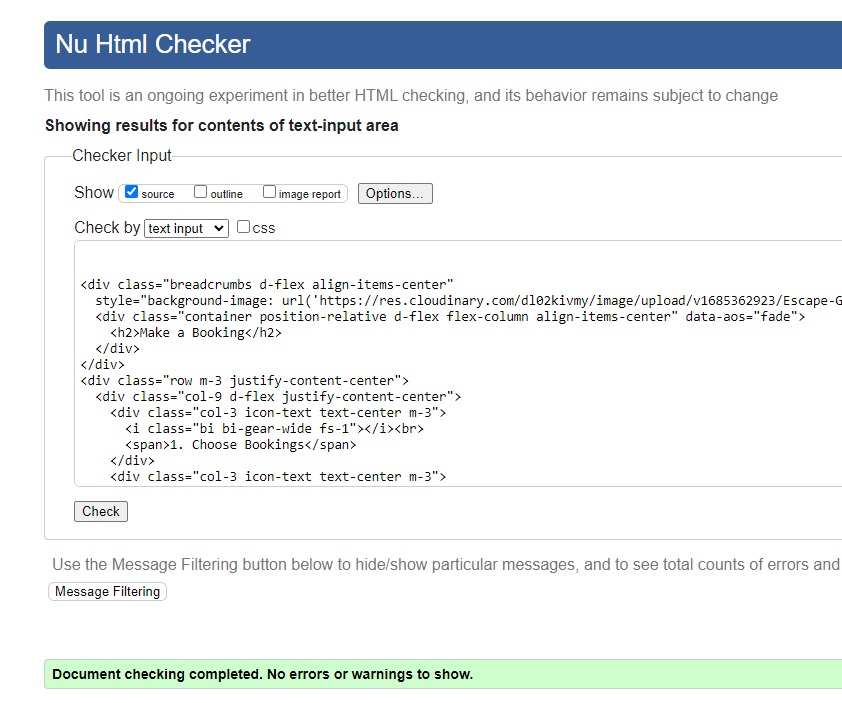 Nu Html Checker
This tool is an ongoing experiment in better HTML checking, and its behavior remains subject to change
Showing results for contents of text-input area
Checker Input
Show source outline image report Options...
Check by text input css
<div class="breadcrumbs d-flex align-items-center"
style="background-image: url('https://res.cloudinary.com/dl02kivmy/image/upload/v1685362923/Escape-G
<div class="container position-relative d-flex flex-column align-items-center" data-aos="fade">
<h2>Make a Booking</h2>
</div>
</div>
<div class="row m-3 justify-content-center">
<div class="col-9 d-flex justify-content-center">
<div class="col-3 icon-text text-center m-3">
<i class="bi bi-gear-wide fs-1"></i><br>
<span>1. Choose Bookings</span>
</div>
<div class="col-3 icon-text text-center m-3">
Check
Use the Message Filtering button below to hide/show particular messages, and to see total counts of errors and
Message Filtering
Document checking completed. No errors or warnings to show.